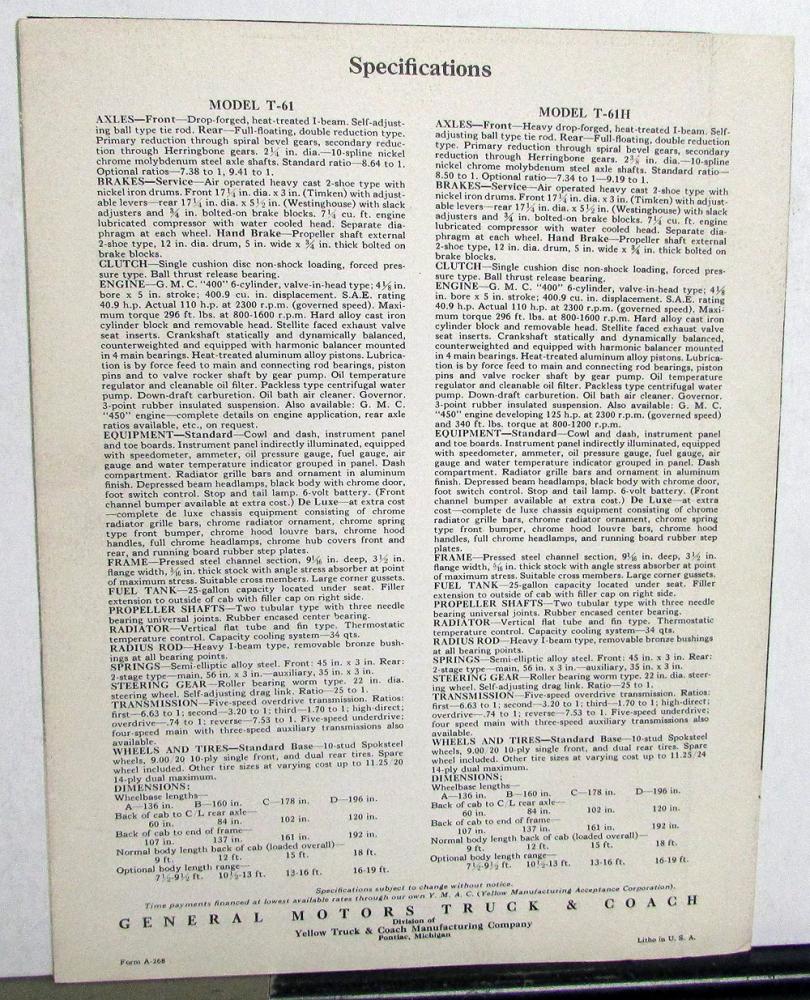 Specifications
MODEL T-61
AXLES—Front—Drop-forged, heat-treated I-beam. Self-adjust-
ing ball type tie rod. Rear—Full-floating, double reduction type.
Primary reduction through spiral bevel gears, secondary reduc-
tion through Herringbone gears. 2¼ in. dia.—10-spline nickel
chrome molybdenum steel axle shafts. Standard ratio—8.64 to 1.
Optional ratios—7.38 to 1, 9.41 to 1.
BRAKES—Service—Air operated heavy cast 2-shoe type with
nickel iron drums. Front 17¼ in. dia. x 3 in. (Timken) with adjust-
able levers—rear 17¼ in. dia. x 5½ in. (Westinghouse) with slack
adjusters and ¾ in. bolted-on brake blocks. 7¼ cu. ft. engine
lubricated compressor with water cooled head. Separate dia-
phragm at each wheel. Hand Brake—Propeller shaft external
2-shoe type, 12 in. dia. drum, 5 in. wide x ¾ in. thick bolted on
brake blocks.
CLUTCH—Single cushion disc non-shock loading, forced pres-
sure type. Ball thrust release bearing.
ENGINE—G. M. C. "400" 6-cylinder, valve-in-head type; 4⅛ in.
bore x 5 in. stroke; 400.9 cu. in. displacement. S.A.E. rating
40.9 h.p. Actual 110 h.p. at 2300 r.p.m. (governed speed). Maxi-
mum torque 296 ft. lbs. at 800-1600 r.p.m. Hard alloy cast iron
cylinder block and removable head. Stellite faced exhaust valve
seat inserts. Crankshaft statically and dynamically balanced,
counterweighted and equipped with harmonic balancer mounted
in 4 main bearings. Heat-treated aluminum alloy pistons. Lubrica-
tion is by force feed to main and connecting rod bearings, piston
pins and to valve rocker shaft by gear pump. Oil temperature
regulator and cleanable oil filter. Packless type centrifugal water
pump. Down-draft carburetion. Oil bath air cleaner. Governor.
3-point rubber insulated suspension. Also available: G. M. C.
"450" engine—complete details on engine application, rear axle
ratios available, etc., on request.
EQUIPMENT—Standard—Cowl and dash, instrument panel
and toe boards. Instrument panel indirectly illuminated, equipped
with speedometer, ammeter, oil pressure gauge, fuel gauge, air
gauge and water temperature indicator grouped in panel. Dash
compartment. Radiator grille bars and ornament in aluminum
finish. Depressed beam headlamps, black body with chrome door,
foot switch control. Stop and tail lamp. 6-volt battery. (Front
channel bumper available at extra cost.) De Luxe—at extra cost
—complete de luxe chassis equipment consisting of chrome
radiator grille bars, chrome radiator ornament, chrome spring
type front bumper, chrome hood louvre bars, chrome hood
handles, full chrome headlamps, chrome hub covers front and
rear, and running board rubber step plates.
FRAME—Pressed steel channel section, 9⅛ in. deep, 3½ in.
flange width, 5/16 in. thick stock with angle stress absorber at point
of maximum stress. Suitable cross members. Large corner gussets.
FUEL TANK—25-gallon capacity located under seat. Filler
extension to outside of cab with filler cap on right side.
PROPELLER SHAFTS—Two tubular type with three needle
bearing universal joints. Rubber encased center bearing.
RADIATOR—Vertical flat tube and fin type. Thermostatic
temperature control. Capacity cooling system—34 qts.
RADIUS ROD—Heavy I-beam type, removable bronze bush-
ings at all bearing points.
SPRINGS—Semi-elliptic alloy steel. Front: 45 in. x 3 in. Rear:
2-stage type—main, 56 in. x 3 in.—auxiliary, 35 in. x 3 in.
STEERING GEAR—Roller bearing worm type. 22 in. dia.
steering wheel. Self-adjusting drag link. Ratio—25 to 1.
TRANSMISSION—Five-speed overdrive transmission. Ratios:
first—6.63 to 1; second—3.20 to 1; third—1.70 to 1; high-direct;
overdrive—.74 to 1; reverse—7.53 to 1. Five-speed underdrive;
four-speed main with three-speed auxiliary transmissions also
available.
WHEELS AND TIRES—Standard Base—10-stud Spoksteel
wheels, 9.00/20 10-ply single front, and dual rear tires. Spare
wheel included. Other tire sizes at varying cost up to 11.25/20
14-ply dual maximum.
DIMENSIONS:
Wheelbase lengths—
A—136 in. B—160 in. C—178 in. D—196 in.
Back of cab to C/L rear axle—
60 in. 84 in. 102 in. 120 in.
Back of cab to end of frame—
107 in. 137 in. 161 in. 192 in.
Normal body length back of cab (loaded overall)—
9 ft. 12 ft. 15 ft. 18 ft.
Optional body length range—
7½-9½ ft. 10½-13 ft. 13-16 ft. 16-19 ft.
MODEL T-61H
AXLES—Front—Heavy drop-forged, heat-treated I-beam. Self-
adjusting ball type tie rod. Rear—Full-floating, double reduction
type. Primary reduction through spiral bevel gears, secondary
reduction through Herringbone gears. in. dia.—10-spline
nickel chrome molybdenum steel axle shafts. Standard ratio—
8.50 to 1. Optional ratio—7.34 to 1—9.19 to 1.
BRAKES—Service—Air operated heavy cast 2-shoe type with
nickel iron drums. Front 17¼ in. dia. x 3 in. (Timken) with adjust-
able levers—rear 17¼ in. dia. x 5½ in. (Westinghouse) with slack
adjusters and ¾ in. bolted-on brake blocks. 7¼ cu. ft. engine
lubricated compressor with water cooled head. Separate dia-
phragm at each wheel. Hand Brake—Propeller shaft external
2-shoe type, 12 in. dia. drum, 5 in. wide x ¾ in. thick bolted on
brake blocks.
CLUTCH—Single cushion disc non-shock loading, forced pres-
sure type. Ball thrust release bearing.
ENGINE—G. M. C. "400" 6-cylinder, valve-in-head type; 4⅛
in. bore x 5 in. stroke; 400.9 cu. in. displacement. S.A.E. rating
40.9 h.p. Actual 110 h.p. at 2300 r.p.m. (governed speed). Maxi-
mum torque 296 ft. lbs. at 800-1600 r.p.m. Hard alloy cast iron
cylinder block and removable head. Stellite faced exhaust valve
seat inserts. Crankshaft statically and dynamically balanced,
counterweighted and equipped with harmonic balancer mounted
in 4 main bearings. Heat-treated aluminum alloy pistons. Lubrica-
tion is by force feed to main and connecting rod bearings, piston
pins and to valve rocker shaft by gear pump. Oil temperature
regulator and cleanable oil filter. Packless type centrifugal water
pump. Down-draft carburetion. Oil bath air cleaner. Governor.
3-point rubber insulated suspension. Also available: G. M. C.
"450" engine developing 125 h.p. at 2300 r.p.m. (governed speed)
and 340 ft. lbs. torque at 800-1200 r.p.m.
EQUIPMENT—Standard—Cowl and dash, instrument panel
and toe boards. Instrument panel indirectly illuminated, equipped
with speedometer, ammeter, oil pressure gauge, fuel gauge, air
gauge and water temperature indicator grouped in panel. Dash
compartment. Radiator grille bars and ornament in aluminum
finish. Depressed beam headlamps, black body with chrome door,
foot switch control. Stop and tail lamp. 6-volt battery. (Front
channel bumper available at extra cost.) De Luxe—at extra
cost—complete de luxe chassis equipment consisting of chrome
radiator grille bars, chrome radiator ornament, chrome spring
type front bumper, chrome hood louvre bars, chrome hood
handles, full chrome headlamps, and running board rubber step
plates.
FRAME—Pressed steel channel section, in. deep, 3½ in.
flange width, 5/16 in. thick stock with angle stress absorber at point
of maximum stress. Suitable cross members. Large corner gussets.
FUEL TANK—25-gallon capacity located under seat. Filler
extension to outside of cab with filler cap on right side.
PROPELLER SHAFTS—Two tubular type with three needle
bearing universal joints. Rubber encased center bearing.
RADIATOR—Vertical flat tube and fin type. Thermostatic
temperature control. Capacity cooling system—34 qts.
RADIUS ROD—Heavy I-beam type, removable bronze bushings
at all bearing points.
SPRINGS—Semi-elliptic alloy steel. Front: 45 in. x 3 in. Rear:
2-stage type—main, 56 in. x 3 in.—auxiliary, 35 in. x 3 in.
STEERING GEAR—Roller bearing worm type. 22 in. dia. steer-
ing wheel. Self-adjusting drag link. Ratio—25 to 1.
TRANSMISSION—Five-speed overdrive transmission. Ratios:
first—6.63 to 1; second—3.20 to 1; third—1.70 to 1; high-direct;
overdrive—.74 to 1; reverse—7.53 to 1. Five-speed underdrive;
four speed main with three-speed auxiliary transmissions also
available.
WHEELS AND TIRES—Standard Base—10-stud Spoksteel
wheels, 9.00/20 10-ply single front, and dual rear tires. Spare
wheel included. Other tire sizes at varying cost up to 11.25/24
14-ply dual maximum.
DIMENSIONS:
Wheelbase lengths—
A—136 in. B—160 in. C—178 in. D—196 in.
Back of cab to C/L rear axle—
60 in. 84 in. 102 in. 120 in.
Back of cab to end of frame—
107 in. 137 in. 161 in. 192 in.
Normal body length back of cab (loaded overall)—
9 ft. 12 ft. 15 ft. 18 ft.
Optional body length range—
7½-9½ ft. 10½-13 ft. 13-16 ft. 16-19 ft.
Specifications subject to change without notice.
Time payments financed at lowest available rates through our own Y. M. A. C. (Yellow Manufacturing Acceptance Corporation).
GENERAL MOTORS TRUCK & COACH
Division of
Yellow Truck & Coach Manufacturing Company
Pontiac, Michigan
Form A-268
Litho in U. S. A.